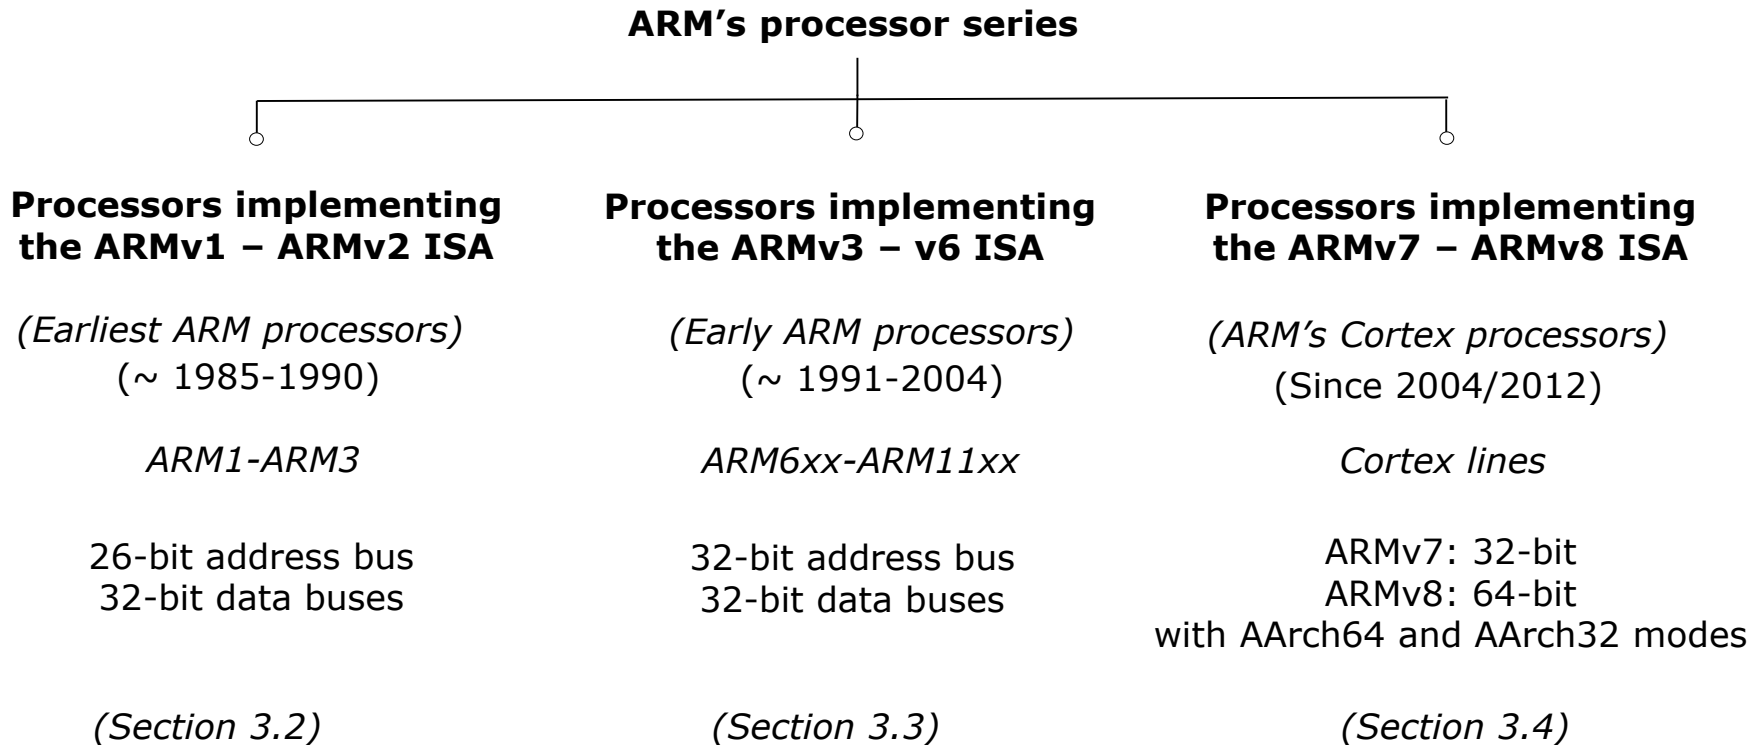 ARM’s processor series
Processors implementing
the ARMv1 – ARMv2 ISA
(Earliest ARM processors)
(~ 1985-1990)
ARM1-ARM3
26-bit address bus
32-bit data buses
(Section 3.2)
Processors implementing
the ARMv3 – v6 ISA
(Early ARM processors)
(~ 1991-2004)
ARM6xx-ARM11xx
32-bit address bus
32-bit data buses
(Section 3.3)
Processors implementing
the ARMv7 – ARMv8 ISA
(ARM’s Cortex processors)
(Since 2004/2012)
Cortex lines
ARMv7: 32-bit
ARMv8: 64-bit
with AArch64 and AArch32 modes
(Section 3.4)